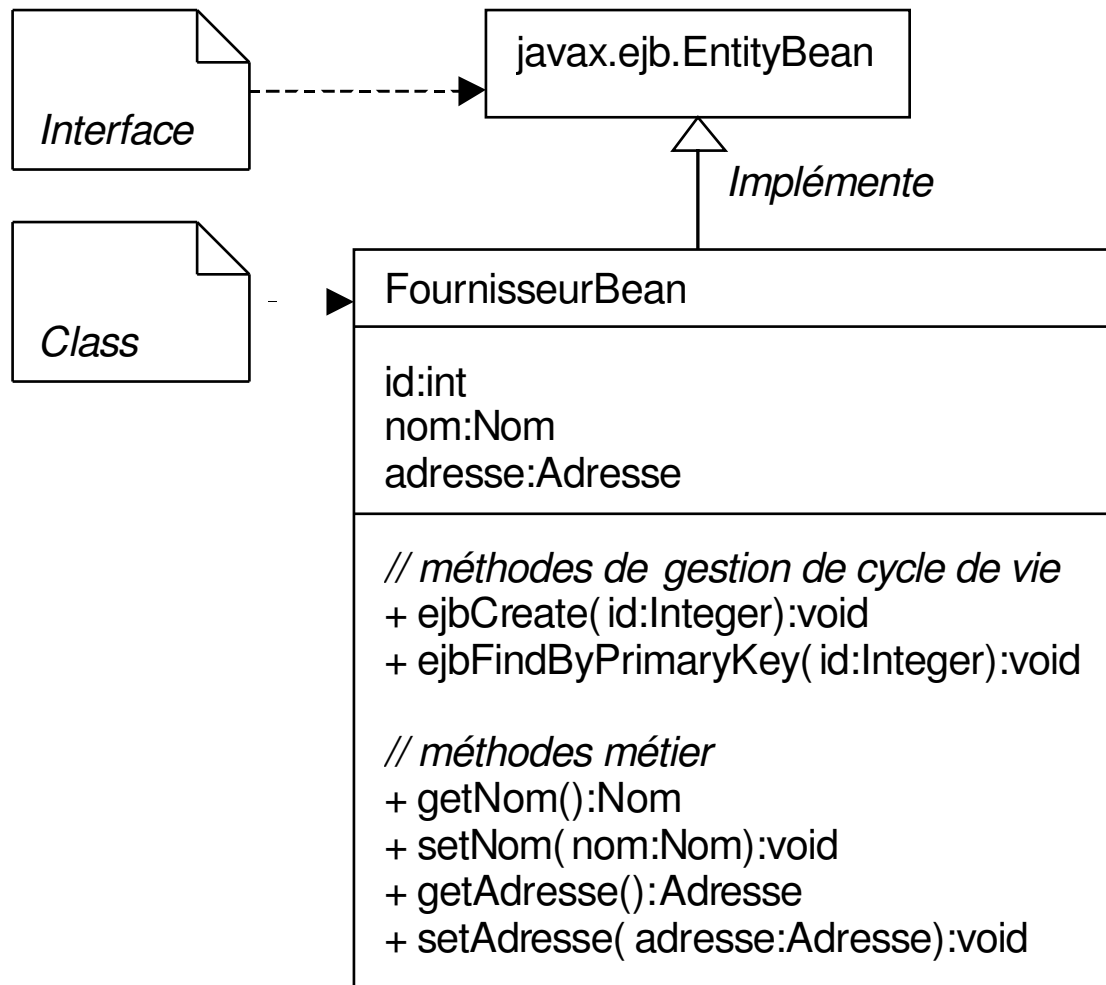 Interface
javax.ejb.EntityBean
Implémente
Class
FournisseurBean
id:int
nom:Nom
adresse:Adresse
// méthodes de gestion de cycle de vie
+ ejbCreate( id:Integer):void
+ ejbFindByPrimaryKey( id:Integer):void
// méthodes métier
+ getNom():Nom
+ setNom( nom:Nom):void
+ getAdresse():Adresse
+ setAdresse( adresse:Adresse):void